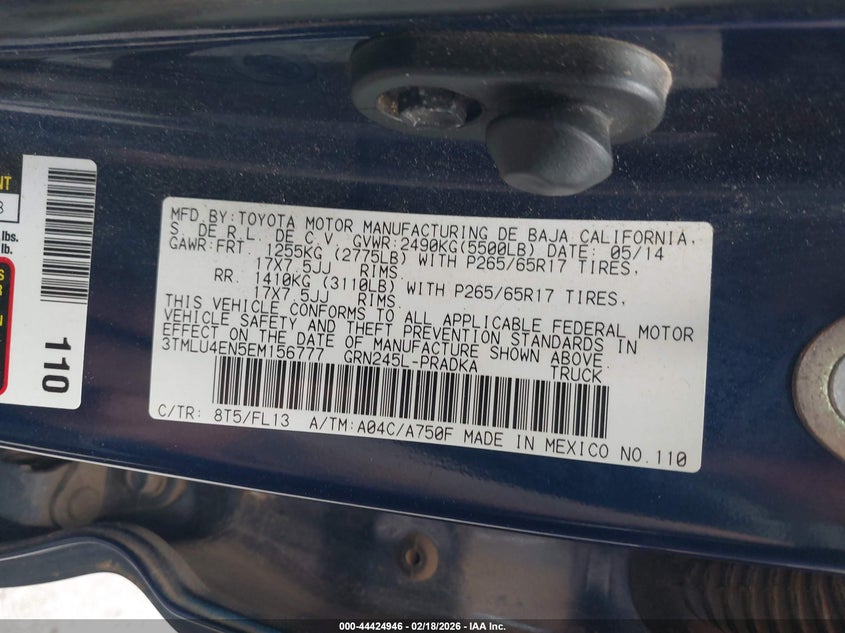 NT
8
lbs.
lb.
S
R
N
110
MFD BY:TOYOTA MOTOR MANUFACTURING DE BAJA CALIFORNIA,
S. DE R.L. DE C.V. GVWR:2490KG(5500LB) DATE: 05/14
GAWR:FRT. 1255KG (2775LB) WITH P265/65R17 TIRES,
17X7.5JJ RIMS.
RR. 1410KG (3110LB) WITH P265/65R17 TIRES,
17X7.5JJ RIMS.
THIS VEHICLE CONFORMS TO ALL APPLICABLE FEDERAL MOTOR
VEHICLE SAFETY AND THEFT PREVENTION STANDARDS IN
EFFECT ON THE DATE OF MANUFACTURE SHOWN ABOVE.
3TMLU4EN5EM156777 GRN245L-PRADKA TRUCK
C/TR: 8T5/FL13 A/TM:A04C/A750F MADE IN MEXICO NO.110
000-44424946 - 02/18/2026 - IAA Inc.